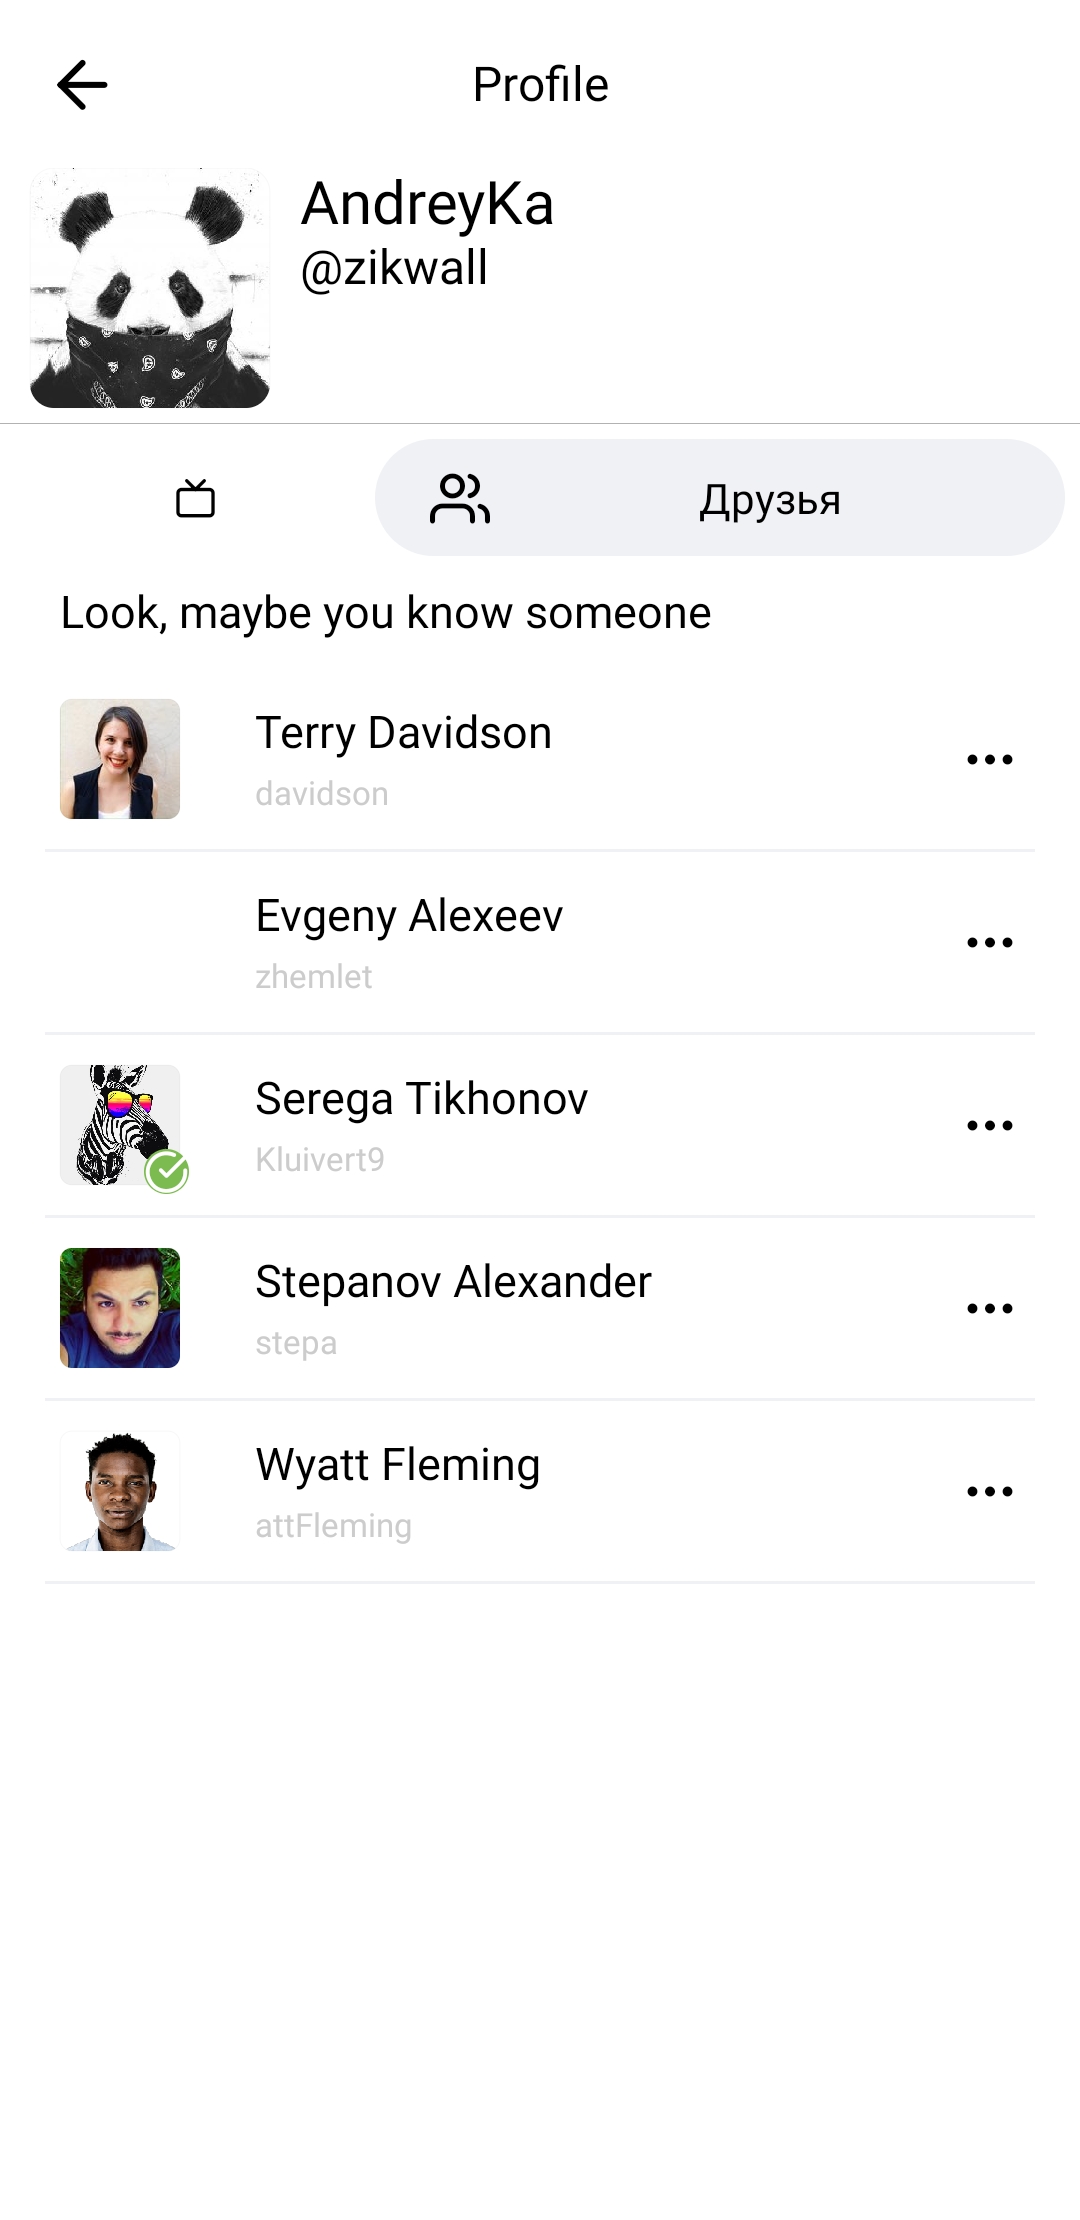 Profile
AndreyKa
@zikwall
Друзья
Look, maybe you know someone
Terry Davidson
davidson
Evgeny Alexeev
zhemlet
Serega Tikhonov
Kluivert9
Stepanov Alexander
stepa
Wyatt Fleming
attFleming